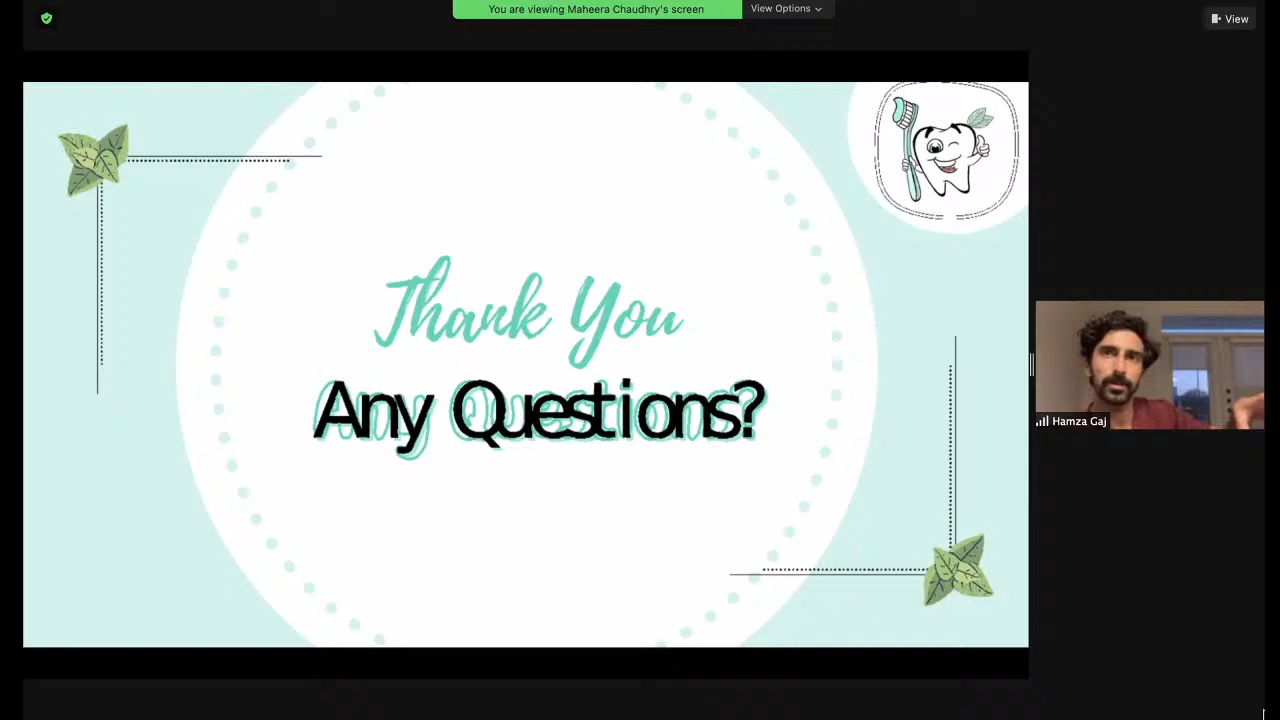 You are viewing Maheera Chaudhry's screen
View Options
View
Thank You
Any Questions?
Hamza Gaj